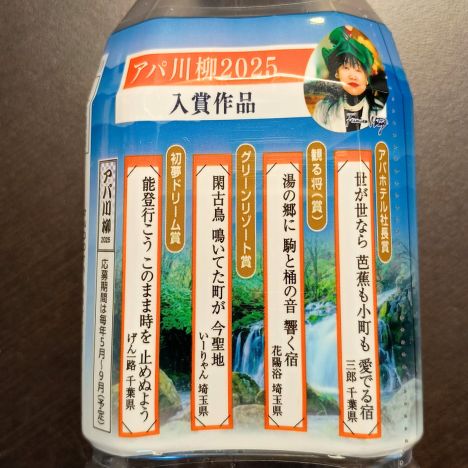 アパ川柳2025
入賞作品
アパホテル社長賞
世が世なら 芭蕉も小町も 愛でる宿
三郎 千葉県
観る将(賞)
湯の郷に 駒と桶の音 響く宿
花陽浴 埼玉県
グリーンリゾート賞
閑古鳥 鳴いてた町が 今聖地
いーりゃん 埼玉県
初夢ドリーム賞
能登行こう このまま時を 止めぬよう
げん一路 千葉県
アパ川柳 2025
応募期間は毎年5月~9月(予定)